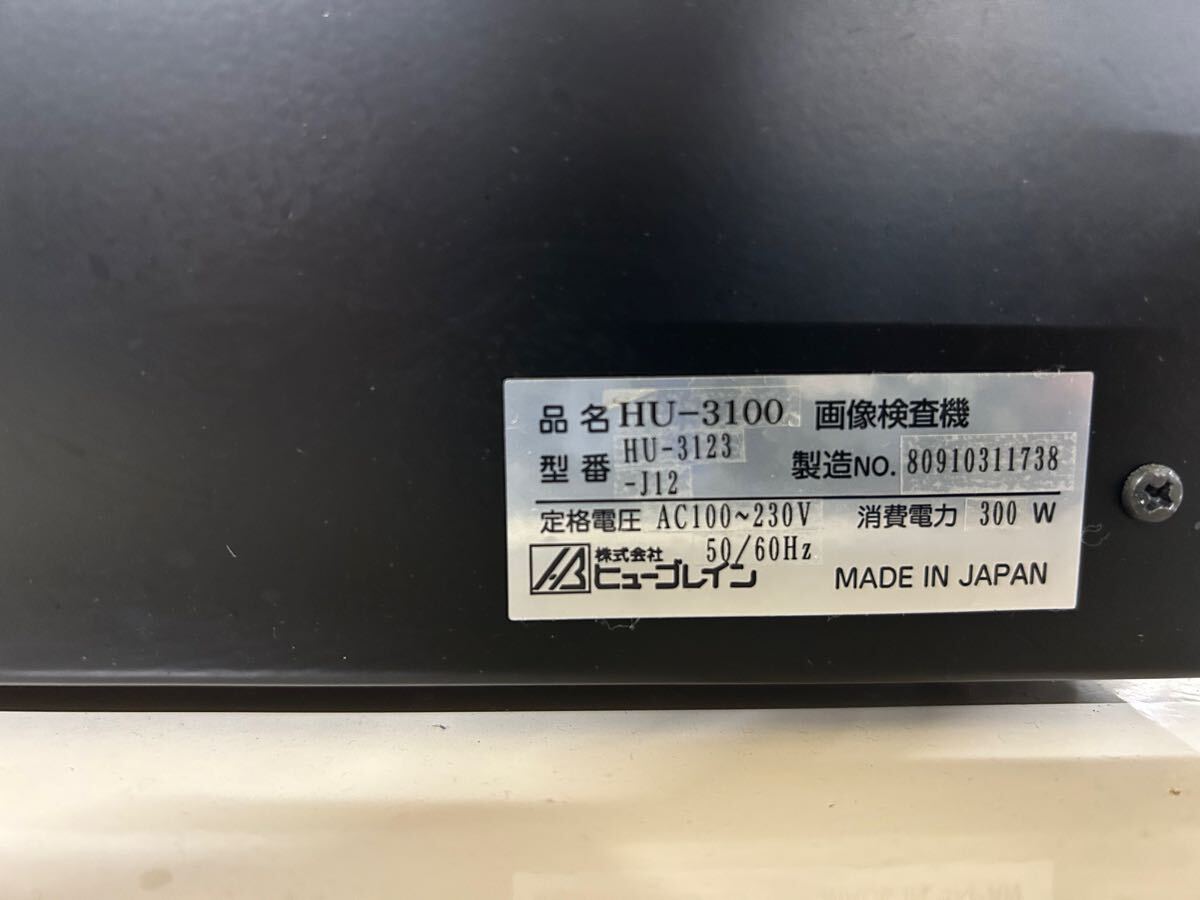 品名 HU-3100 画像検査機
型番 HU-3123 -J12 製造NO. 80910311738
定格電圧 AC100~230V 50/60Hz 消費電力 300 W
株式会社
ヒューブレイン MADE IN JAPAN